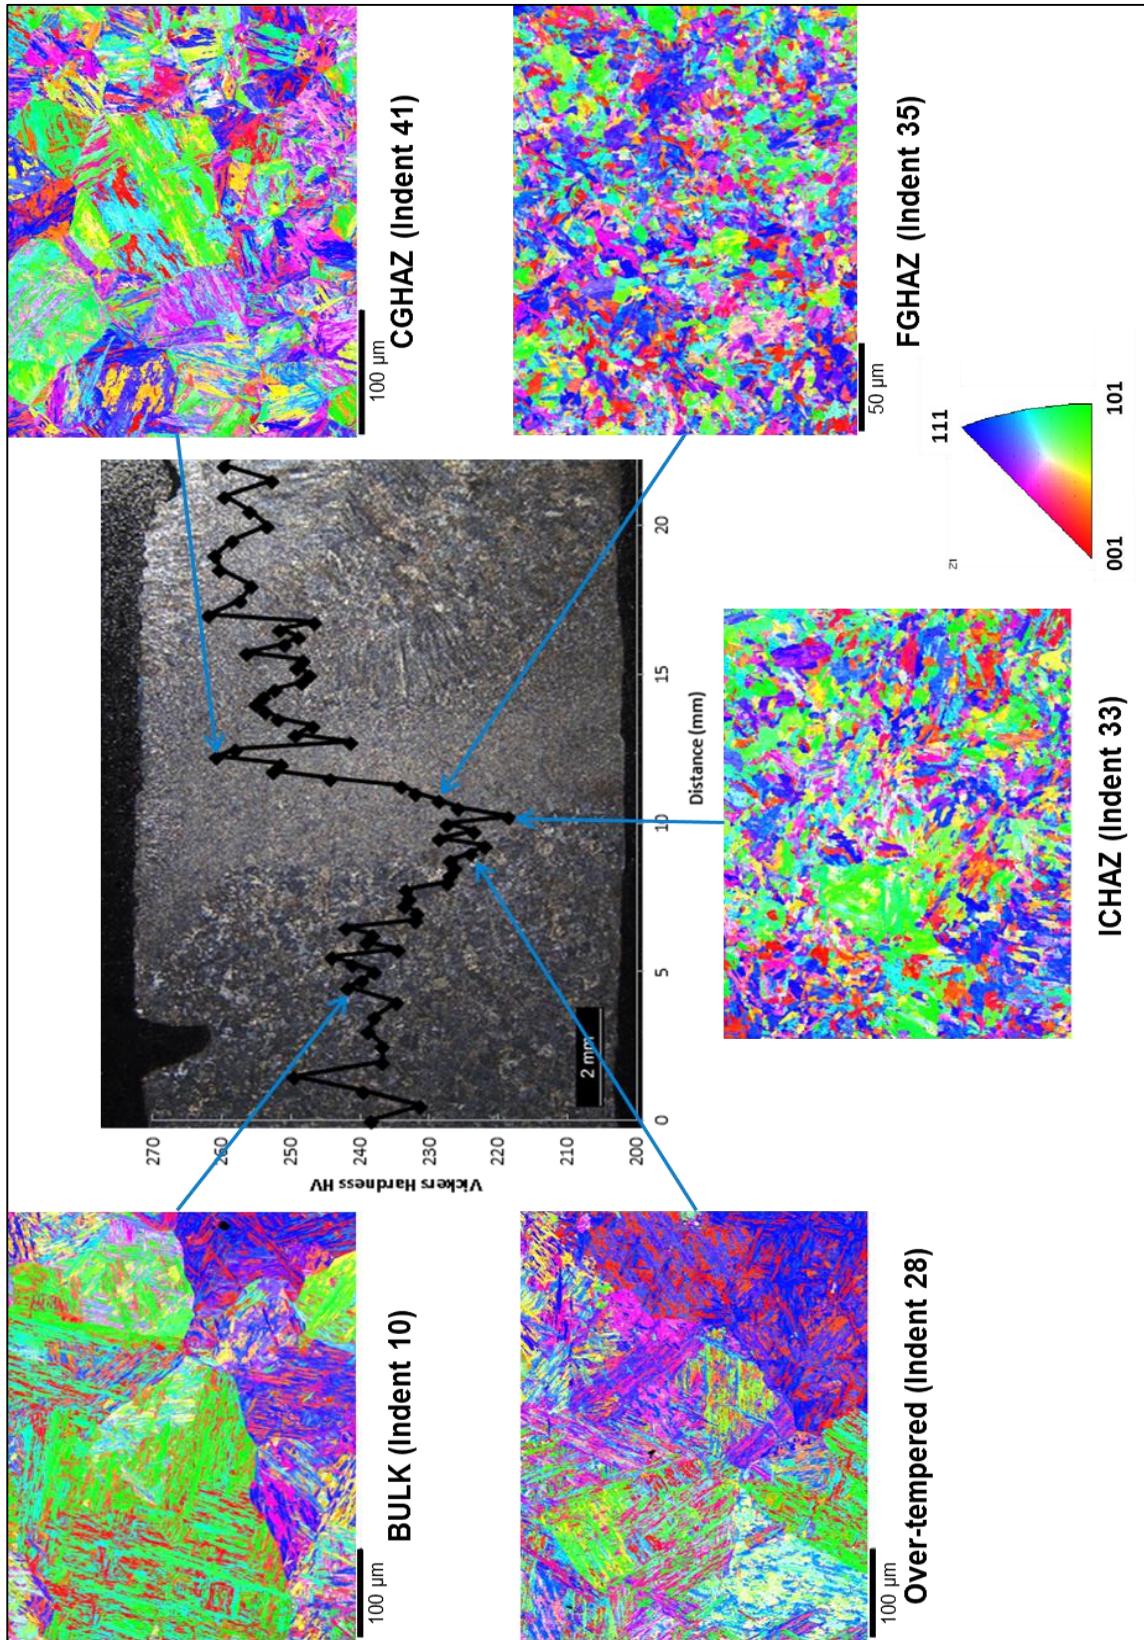 100 µm
BULK (Indent 10)
100 µm
CGHAZ (Indent 41)
Vickers Hardness HV
270
260
250
240
230
220
210
200
2 mm
0
5
10
15
20
Distance (mm)
100 µm
Over-tempered (Indent 28)
ICHAZ (Indent 33)
50 µm
FGHAZ (Indent 35)
111
001
101